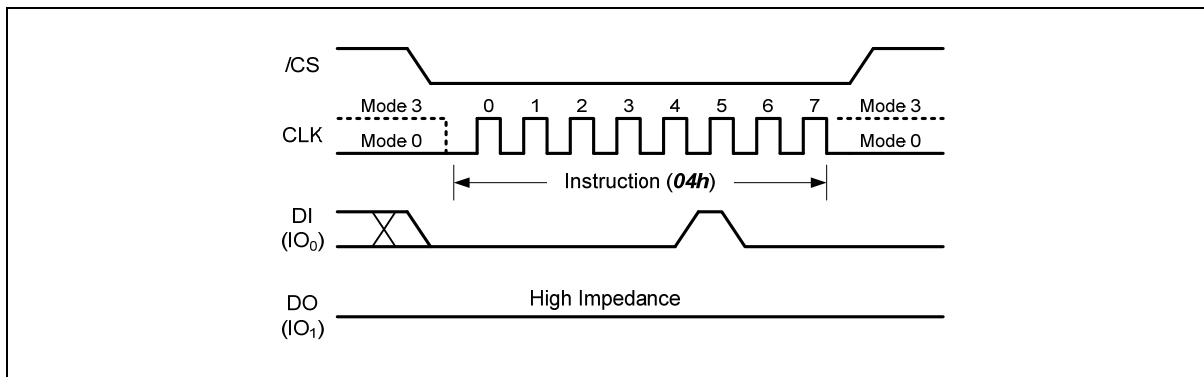 /CS
Mode 3 0 1 2 3 4 5 6 7 Mode 3
CLK
Mode 0 Mode 0
Instruction (04h)
DI
(IO₀)
High Impedance
DO
(IO₁)